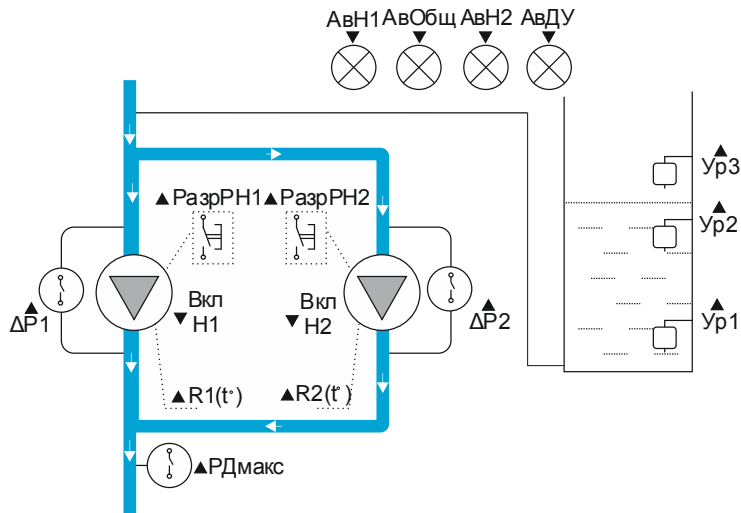 АвН1 АвОбщ АвН2 АвДУ
Ур3
▲РазрРН1▲РазрРН2
Ур2
Вкл
Н1
Вкл
Н2
ΔР1
ΔР2
Ур1
▲R1(t°)
▲R2(t°)
▲РДмакс